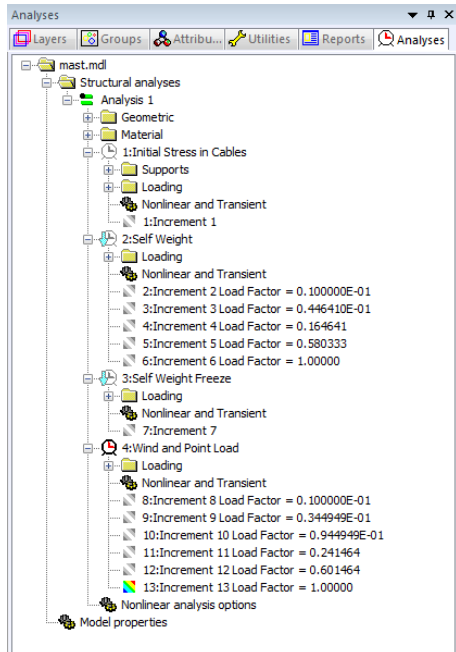 Analyses
Layers Groups Attribu... Utilities Reports Analyses
mast.mdl
Structural analyses
Analysis 1
Geometric
Material
1:Initial Stress in Cables
Supports
Loading
Nonlinear and Transient
1:Increment 1
2:Self Weight
Loading
Nonlinear and Transient
2:Increment 2 Load Factor = 0.100000E-01
3:Increment 3 Load Factor = 0.446410E-01
4:Increment 4 Load Factor = 0.164641
5:Increment 5 Load Factor = 0.580333
6:Increment 6 Load Factor = 1.00000
3:Self Weight Freeze
Loading
Nonlinear and Transient
7:Increment 7
4:Wind and Point Load
Loading
Nonlinear and Transient
8:Increment 8 Load Factor = 0.100000E-01
9:Increment 9 Load Factor = 0.344949E-01
10:Increment 10 Load Factor = 0.944949E-01
11:Increment 11 Load Factor = 0.241464
12:Increment 12 Load Factor = 0.601464
13:Increment 13 Load Factor = 1.00000
Nonlinear analysis options
Model properties